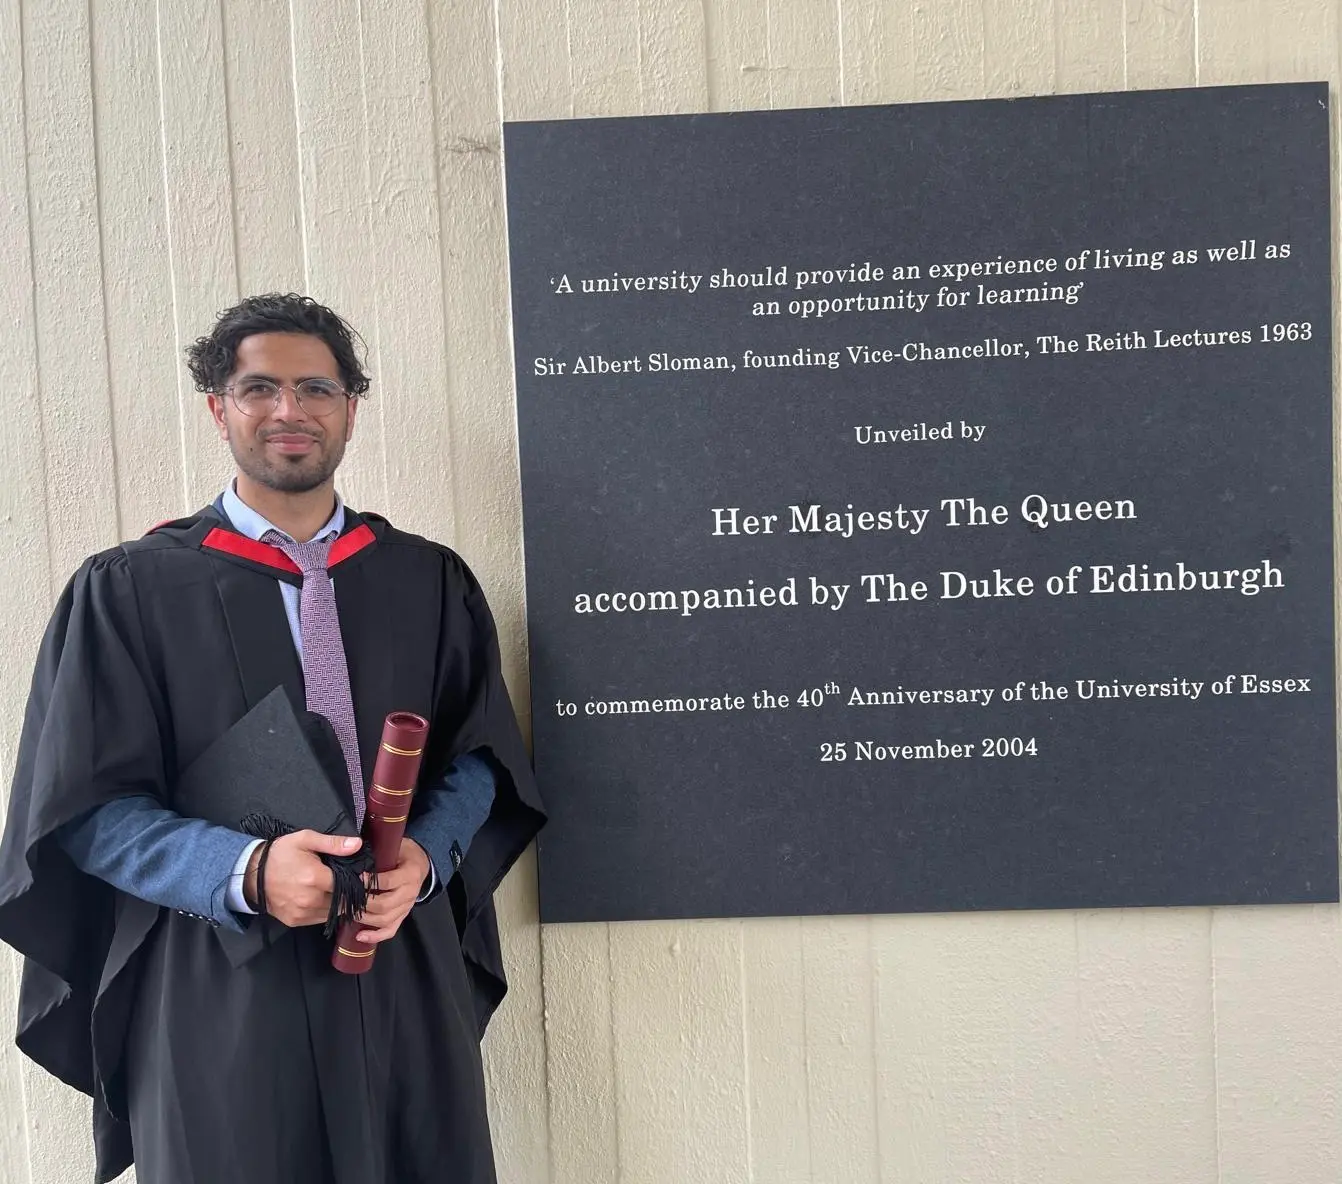 ‘A university should provide an experience of living as well as
an opportunity for learning’
Sir Albert Sloman, founding Vice-Chancellor, The Reith Lectures 1963
Unveiled by
Her Majesty The Queen
accompanied by The Duke of Edinburgh
to commemorate the 40th Anniversary of the University of Essex
25 November 2004